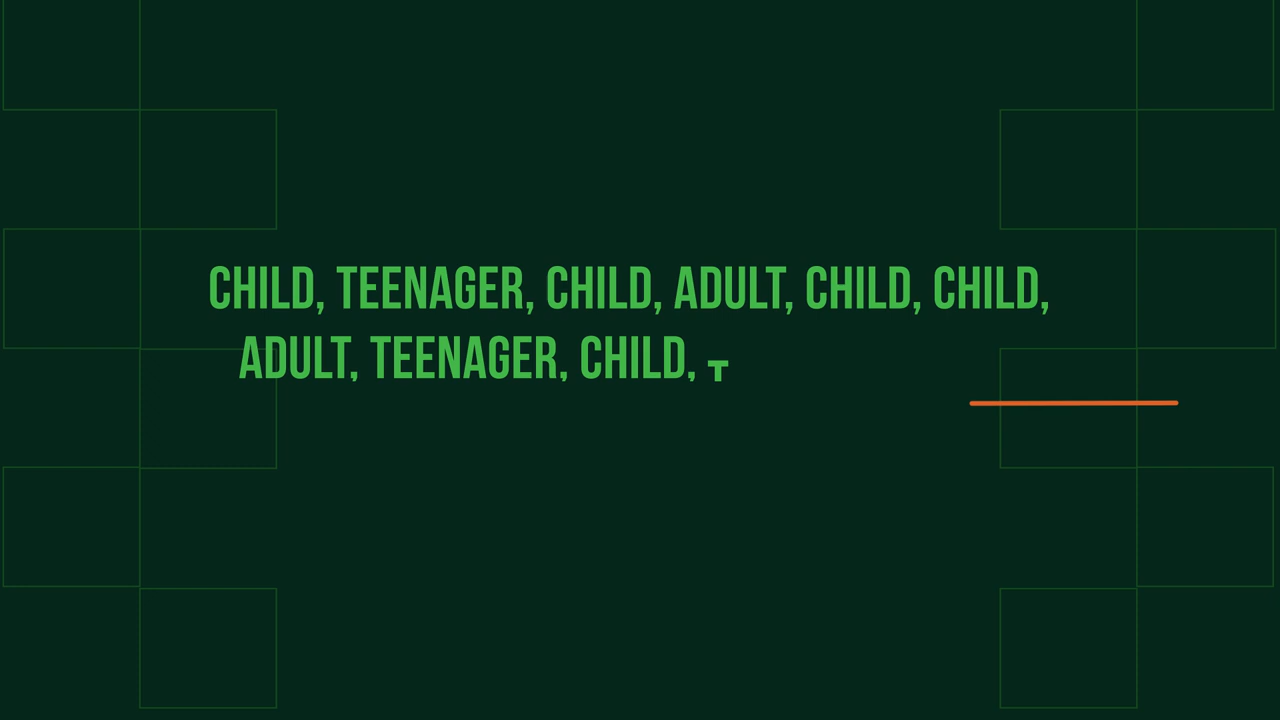 CHILD, TEENAGER, CHILD, ADULT, CHILD, CHILD,
ADULT, TEENAGER, CHILD, T